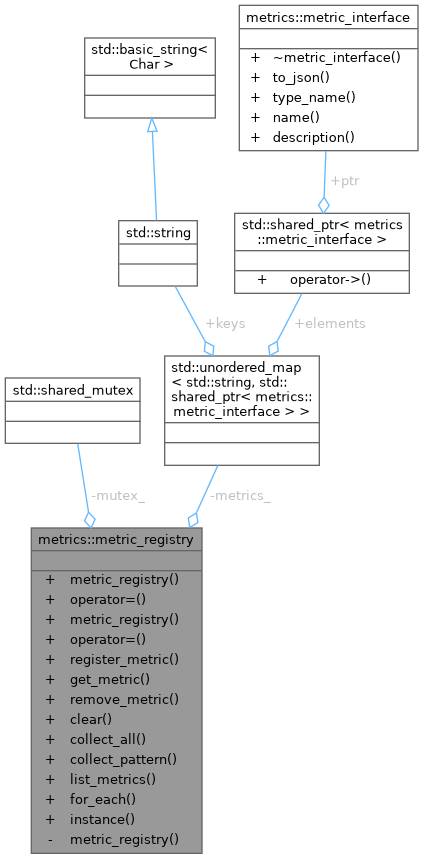 metrics::metric_interface
+ ~metric_interface()
+ to_json()
+ type_name()
+ name()
+ description()
std::basic_string<
Char >
+ptr
std::string
std::shared_ptr< metrics
::metric_interface >
+ operator->()
+keys
+elements
std::unordered_map
< std::string, std::
shared_ptr< metrics::
metric_interface > >
std::shared_mutex
-mutex_
-metrics_
metrics::metric_registry
+ metric_registry()
+ operator=()
+ metric_registry()
+ operator=()
+ register_metric()
+ get_metric()
+ remove_metric()
+ clear()
+ collect_all()
+ collect_pattern()
+ list_metrics()
+ for_each()
+ instance()
- metric_registry()